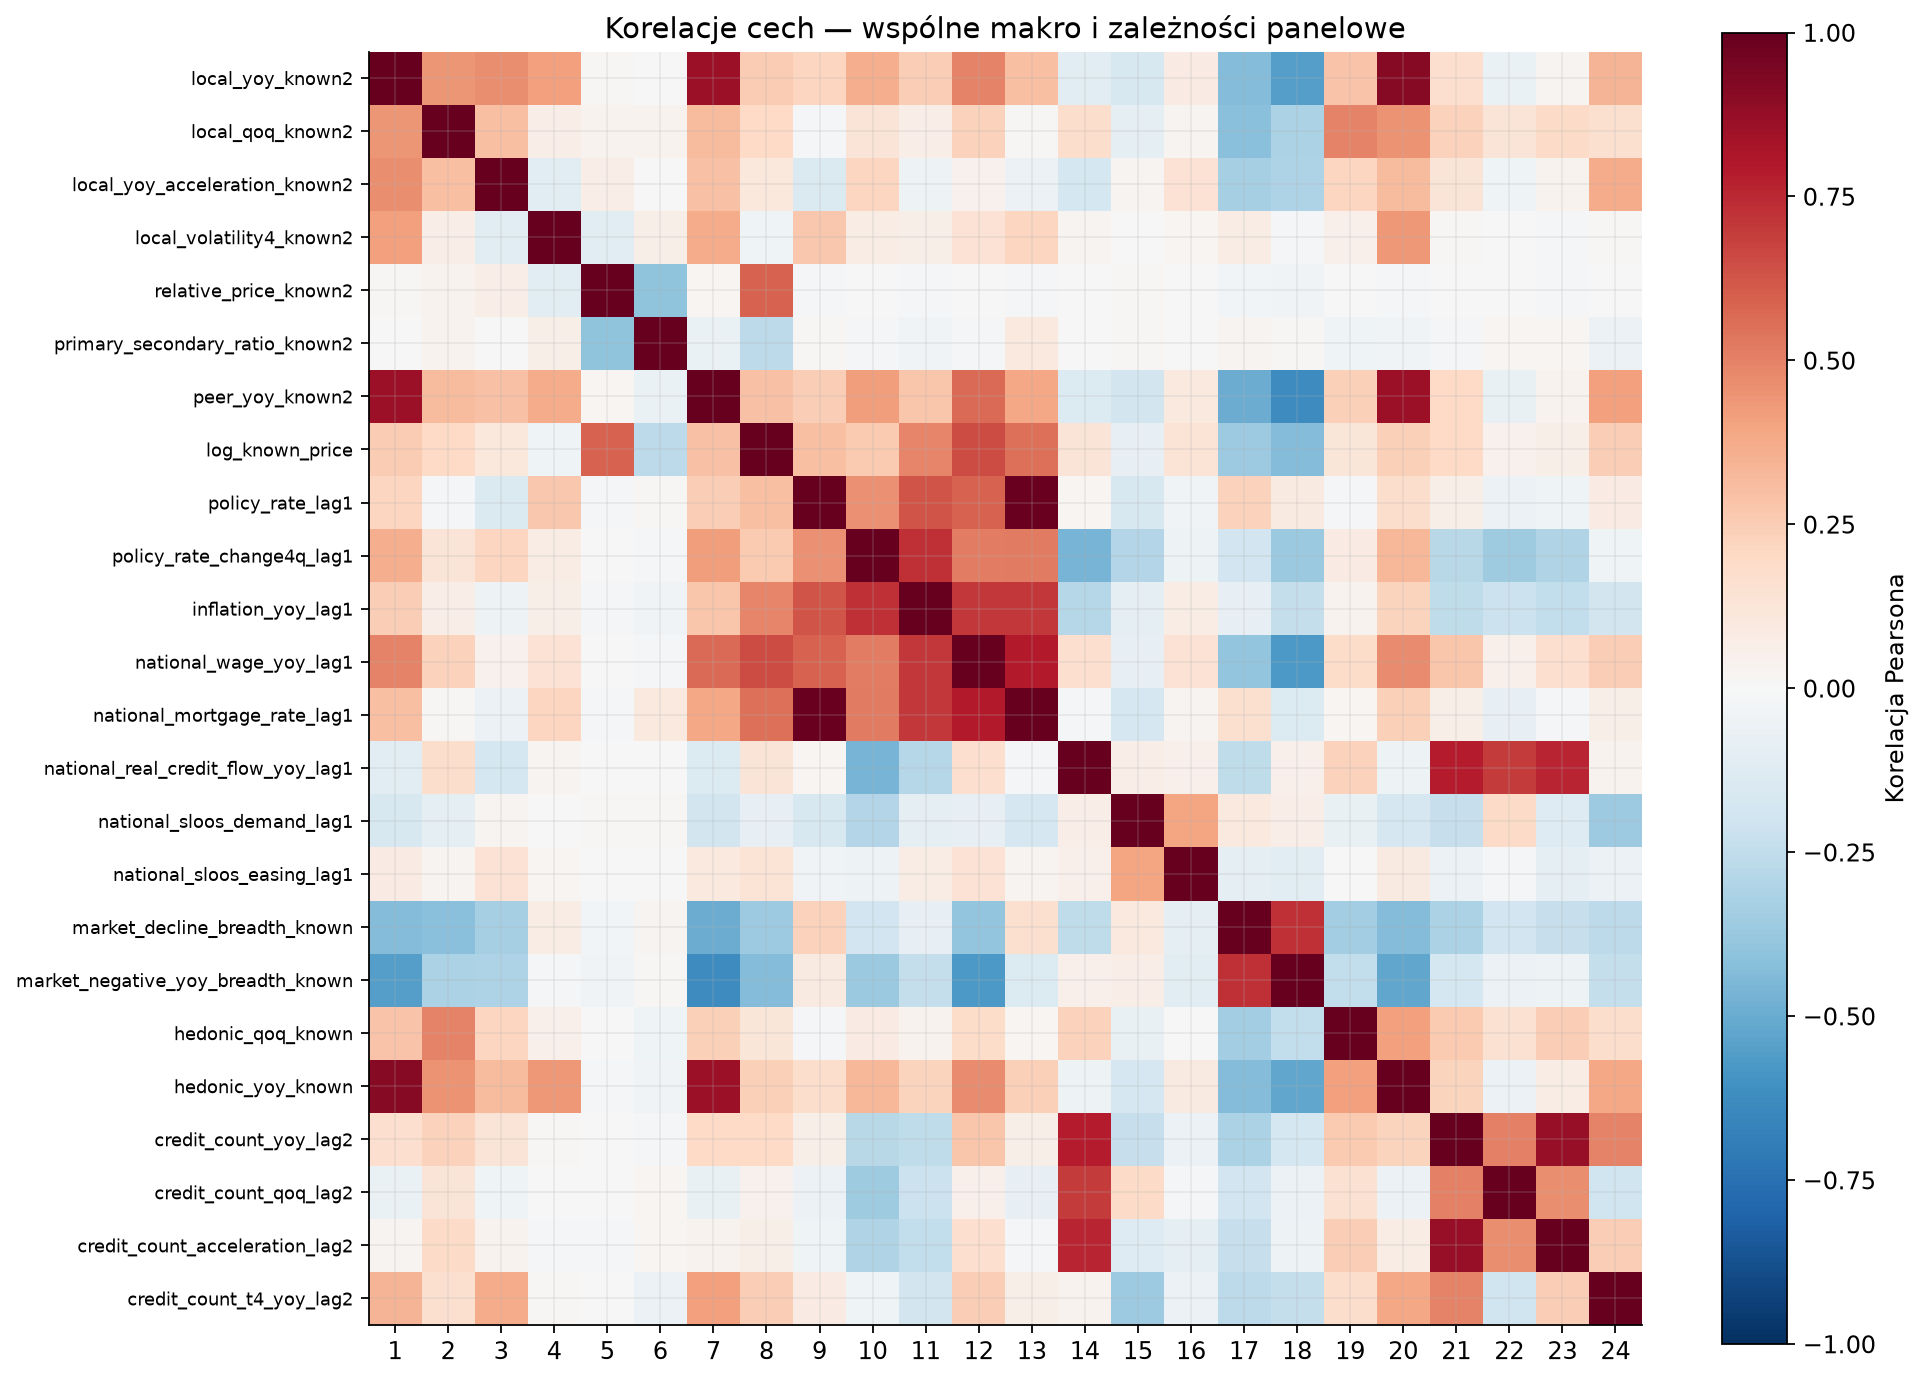 Korelacje cech — wspólne makro i zależności panelowe
local_yoy_known2
local_qoq_known2
local_yoy_acceleration_known2
local_volatility4_known2
relative_price_known2
primary_secondary_ratio_known2
peer_yoy_known2
log_known_price
policy_rate_lag1
policy_rate_change4q_lag1
inflation_yoy_lag1
national_wage_yoy_lag1
national_mortgage_rate_lag1
national_real_credit_flow_yoy_lag1
national_sloos_demand_lag1
national_sloos_easing_lag1
market_decline_breadth_known
market_negative_yoy_breadth_known
hedonic_qoq_known
hedonic_yoy_known
credit_count_yoy_lag2
credit_count_qoq_lag2
credit_count_acceleration_lag2
credit_count_t4_yoy_lag2
1 2 3 4 5 6 7 8 9 10 11 12 13 14 15 16 17 18 19 20 21 22 23 24
1.00
0.75
0.50
0.25
0.00
−0.25
−0.50
−0.75
−1.00
Korelacja Pearsona